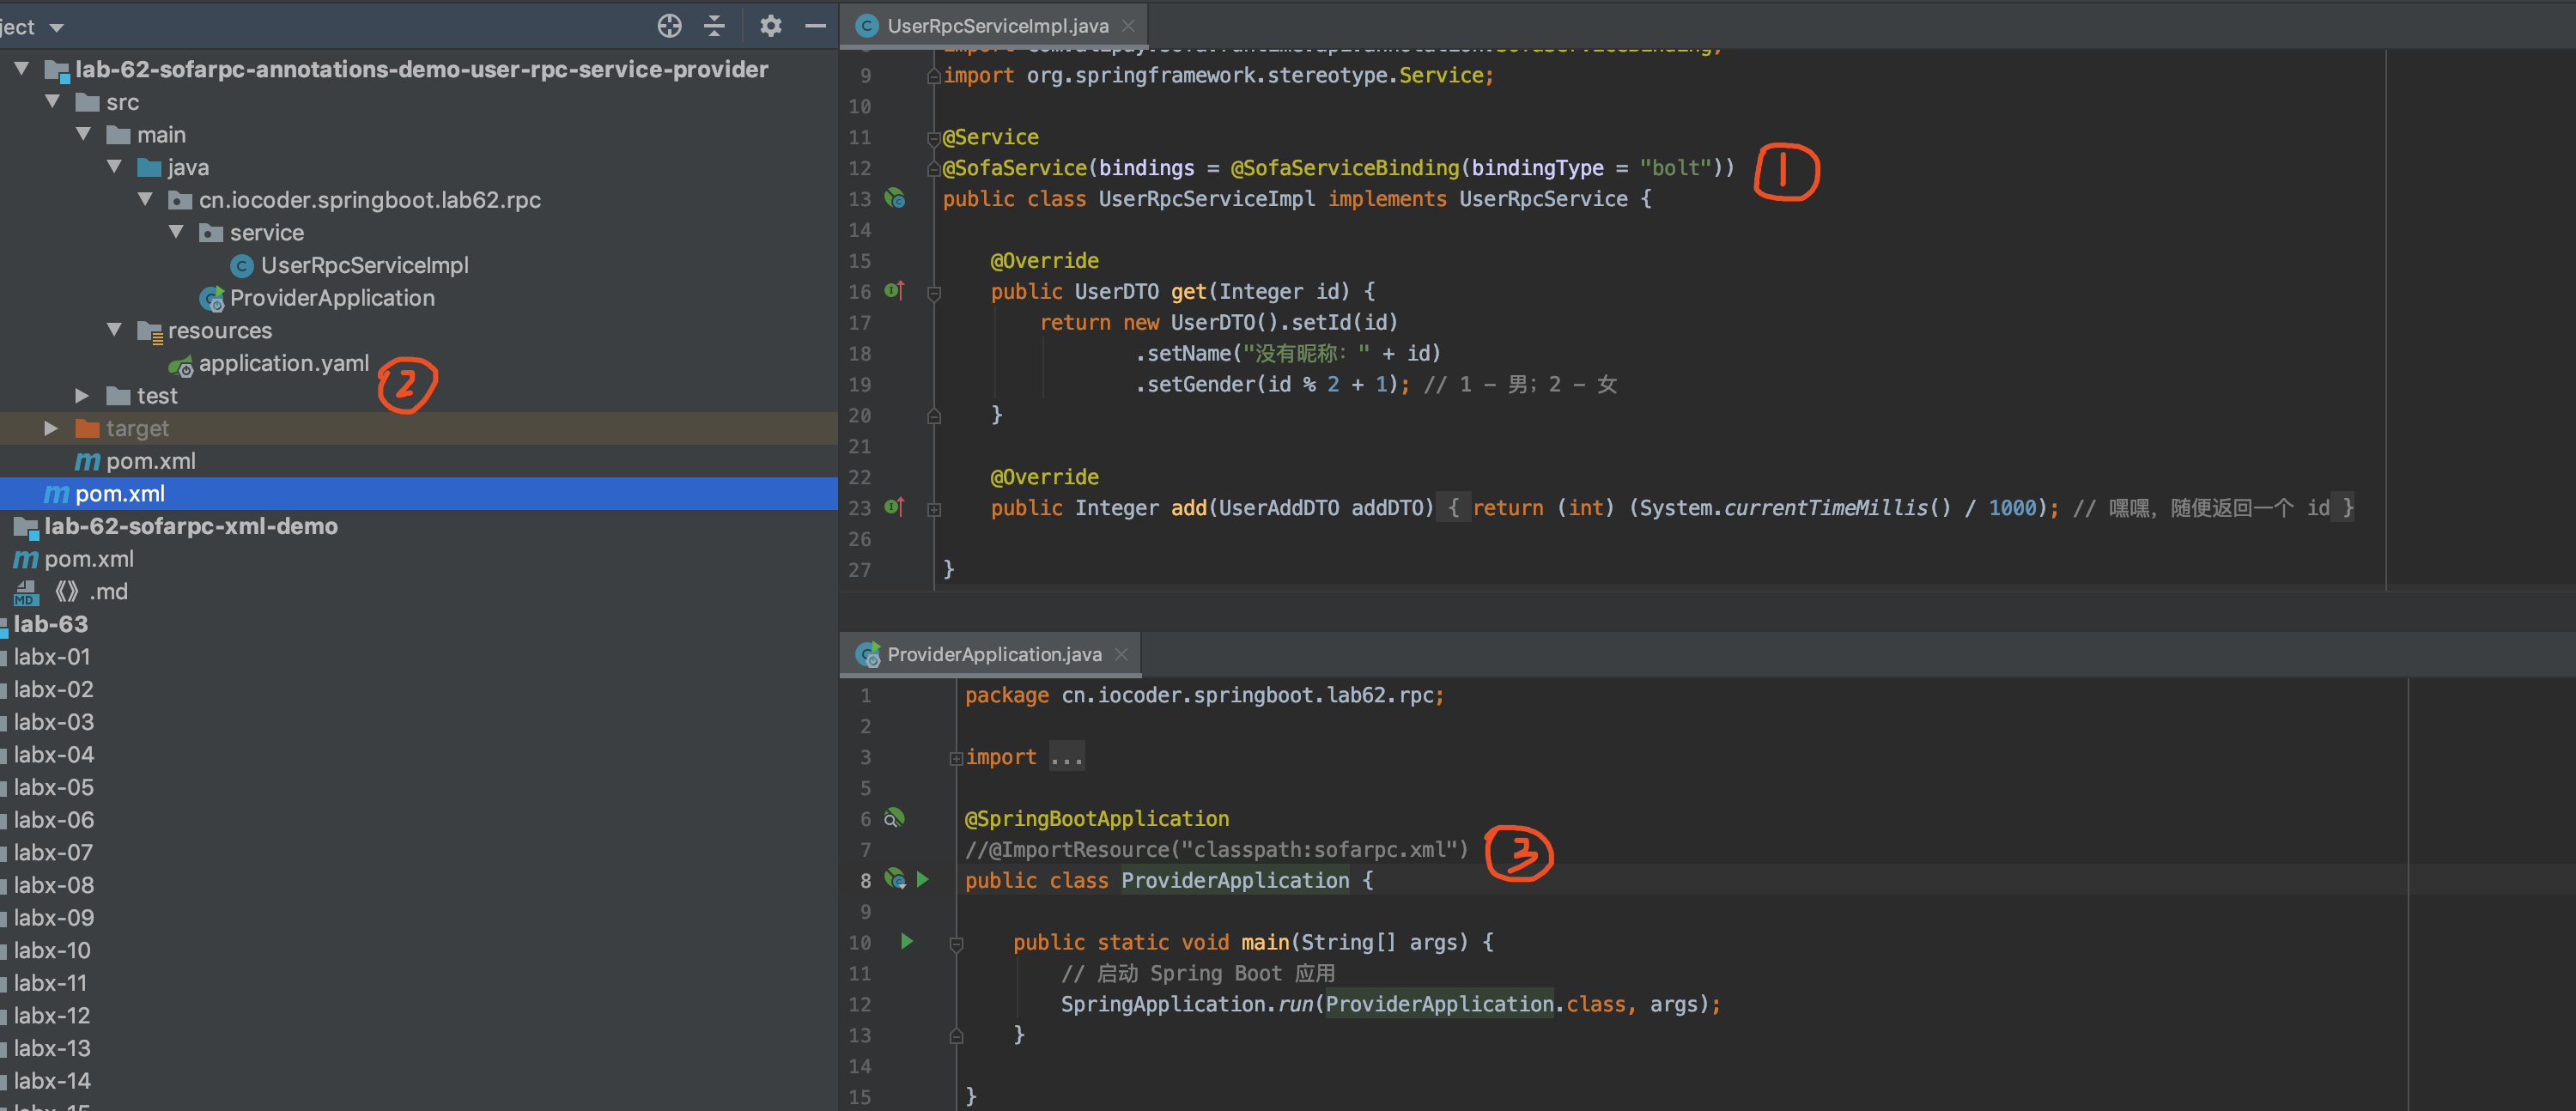 ject
lab-62-sofarpc-annotations-demo-user-rpc-service-provider
src
main
java
cn.iocoder.springboot.lab62.rpc
service
UserRpcServiceImpl
ProviderApplication
resources
application.yaml
2
test
target
pom.xml
pom.xml
lab-62-sofarpc-xml-demo
pom.xml
MD 《》 .md
lab-63
labx-01
labx-02
labx-03
labx-04
labx-05
labx-06
labx-07
labx-08
labx-09
labx-10
labx-11
labx-12
labx-13
labx-14
labx-15
UserRpcServiceImpl.java
9 import org.springframework.stereotype.Service;
10
11 @Service
12 @SofaService(bindings = @SofaServiceBinding(bindingType = "bolt"))
1
13 public class UserRpcServiceImpl implements UserRpcService {
14
15 @Override
16 public UserDTO get(Integer id) {
17 return new UserDTO().setId(id)
18 .setName("没有昵称：" + id)
19 .setGender(id % 2 + 1); // 1 - 男；2 - 女
20 }
21
22 @Override
23 public Integer add(UserAddDTO addDTO) { return (int) (System.currentTimeMillis() / 1000); // 嘿嘿，随便返回一个 id }
26
27 }
ProviderApplication.java
1 package cn.iocoder.springboot.lab62.rpc;
2
3 import ...
5
6 @SpringBootApplication
7 //@ImportResource("classpath:sofarpc.xml")
3
8 public class ProviderApplication {
9
10 public static void main(String[] args) {
11 // 启动 Spring Boot 应用
12 SpringApplication.run(ProviderApplication.class, args);
13 }
14
15 }